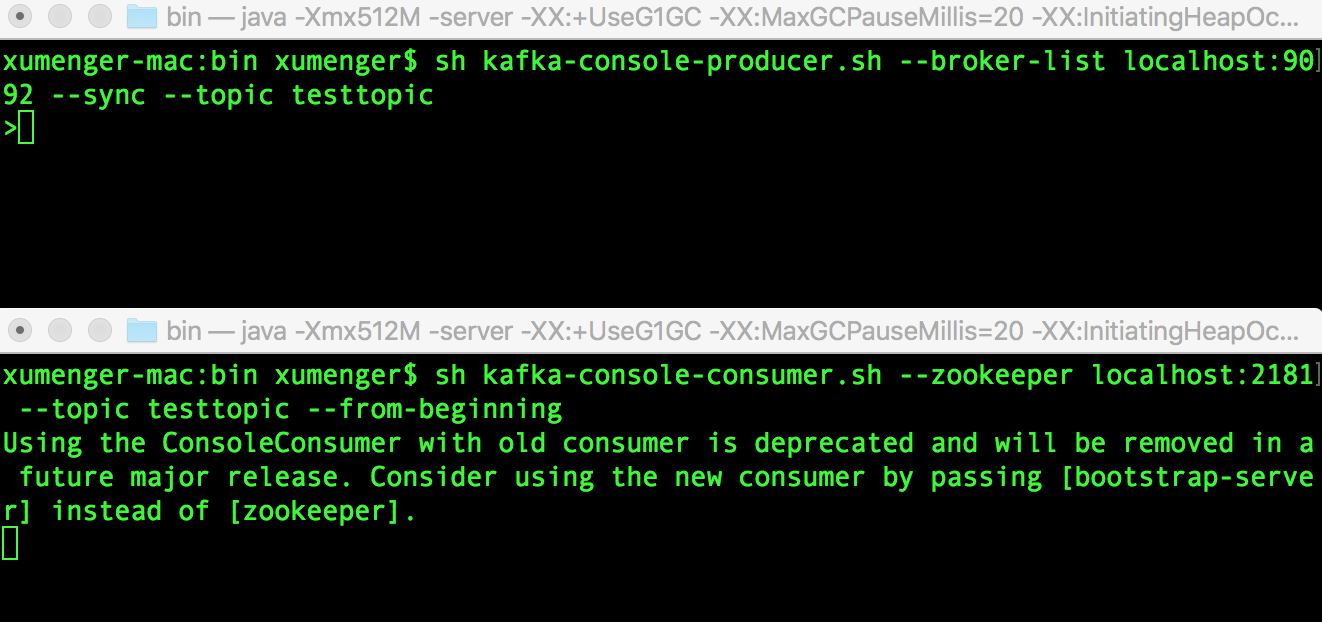 bin — java -Xmx512M -server -XX:+UseG1GC -XX:MaxGCPauseMillis=20 -XX:InitiatingHeapOc...
xumenger-mac:bin xumenger$ sh kafka-console-producer.sh --broker-list localhost:90
92 --sync --topic testtopic
>
bin — java -Xmx512M -server -XX:+UseG1GC -XX:MaxGCPauseMillis=20 -XX:InitiatingHeapOc...
xumenger-mac:bin xumenger$ sh kafka-console-consumer.sh --zookeeper localhost:2181
 --topic testtopic --from-beginning
Using the ConsoleConsumer with old consumer is deprecated and will be removed in a
 future major release. Consider using the new consumer by passing [bootstrap-serve
r] instead of [zookeeper].